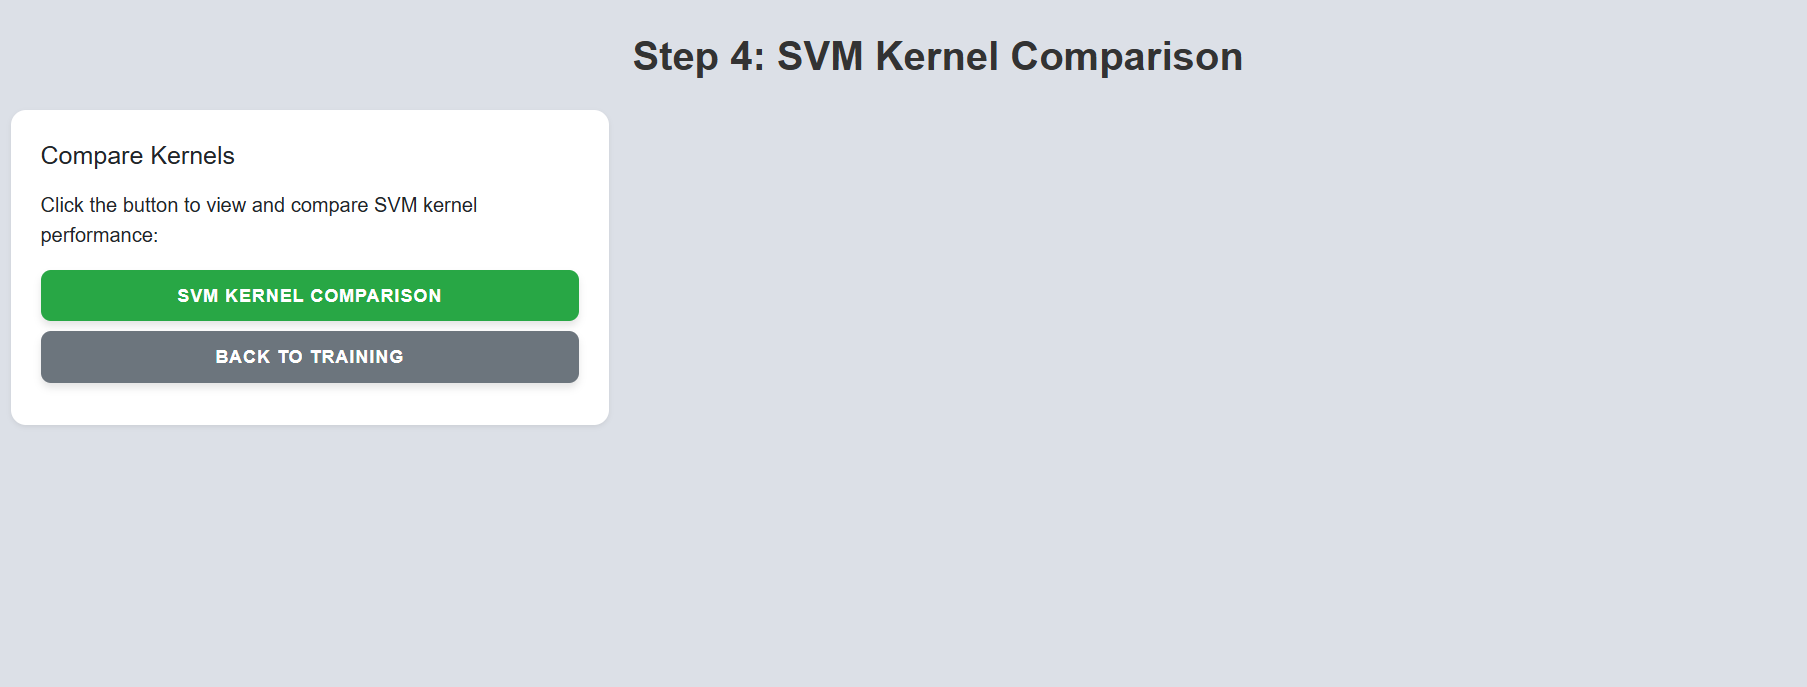 Step 4: SVM Kernel Comparison
Compare Kernels
Click the button to view and compare SVM kernel
performance:
SVM KERNEL COMPARISON
BACK TO TRAINING